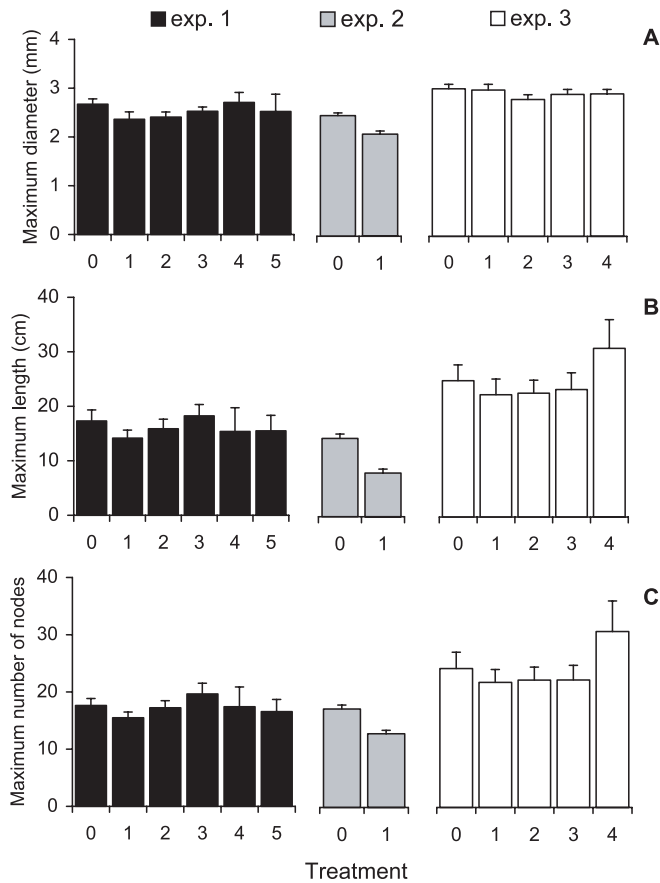 exp. 1 exp. 2 exp. 3
A
Maximum diameter (mm)
4
3
2
1
0
0 1 2 3 4 5 0 1 0 1 2 3 4
B
Maximum length (cm)
40
30
20
10
0
0 1 2 3 4 5 0 1 0 1 2 3 4
C
Maximum number of nodes
40
30
20
10
0
0 1 2 3 4 5 0 1 0 1 2 3 4
Treatment